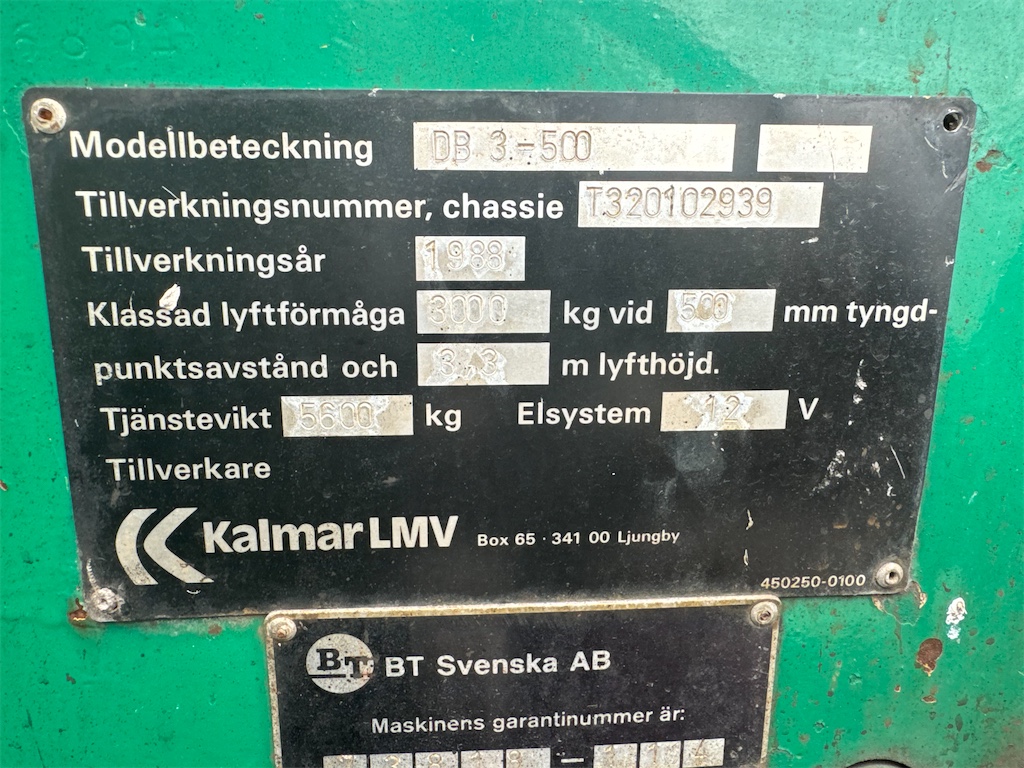 Modellbeteckning DB 3-500
Tillverkningsnummer, chassie T320102939
Tillverkningsår 1988
Klassad lyftförmåga 3000 kg vid 500 mm tyngd-
punktsavstånd och 3,3 m lyfthöjd.
Tjänstevikt 5600 kg Elsystem 12 V
Tillverkare
Kalmar LMV Box 65 · 341 00 Ljungby
450250-0100
BT BT Svenska AB
Maskinens garantinummer är: